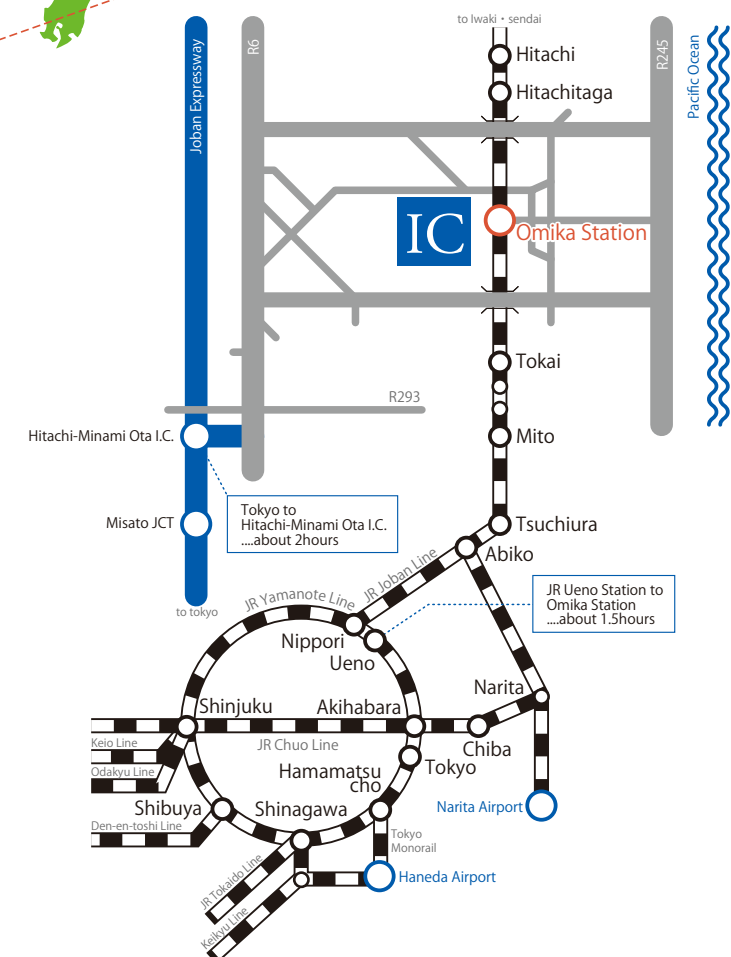 to Iwaki・sendai
Joban Expressway
R6
R245
Pacific Ocean
Hitachi
Hitachitaga
IC
Omika Station
Tokai
R293
Hitachi-Minami Ota I.C.
Mito
Tokyo to
Hitachi-Minami Ota I.C.
....about 2hours
Misato JCT
Tsuchiura
Abiko
to tokyo
JR Yamanote Line
JR Joban Line
JR Ueno Station to
Omika Station
....about 1.5hours
Nippori
Ueno
Narita
Shinjuku
Akihabara
Keio Line
JR Chuo Line
Chiba
Odakyu Line
Hamamatsu
cho
Tokyo
Shibuya
Shinagawa
Narita Airport
Den-en-toshi Line
Tokyo
Monorail
JR Tokaido Line
Haneda Airport
Keikyu Line